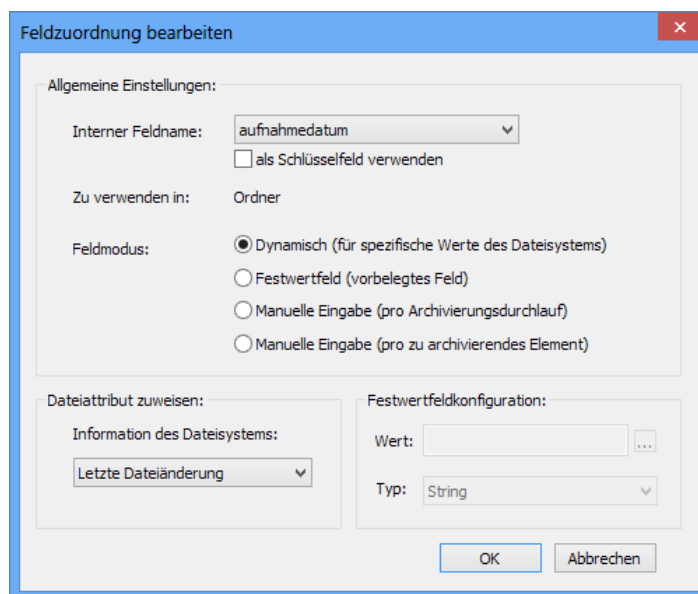 Feldzuordnung bearbeiten
Allgemeine Einstellungen:
Interner Feldname:
aufnahmedatum
als Schlüsselfeld verwenden
Zu verwenden in:
Ordner
Feldmodus:
Dynamisch (für spezifische Werte des Dateisystems)
Festwertfeld (vorbelegtes Feld)
Manuelle Eingabe (pro Archivierungsdurchlauf)
Manuelle Eingabe (pro zu archivierendes Element)
Dateiattribut zuweisen:
Information des Dateisystems:
Letzte Dateiänderung
Festwertfeldkonfiguration:
Wert:
...
Typ:
String
OK
Abbrechen